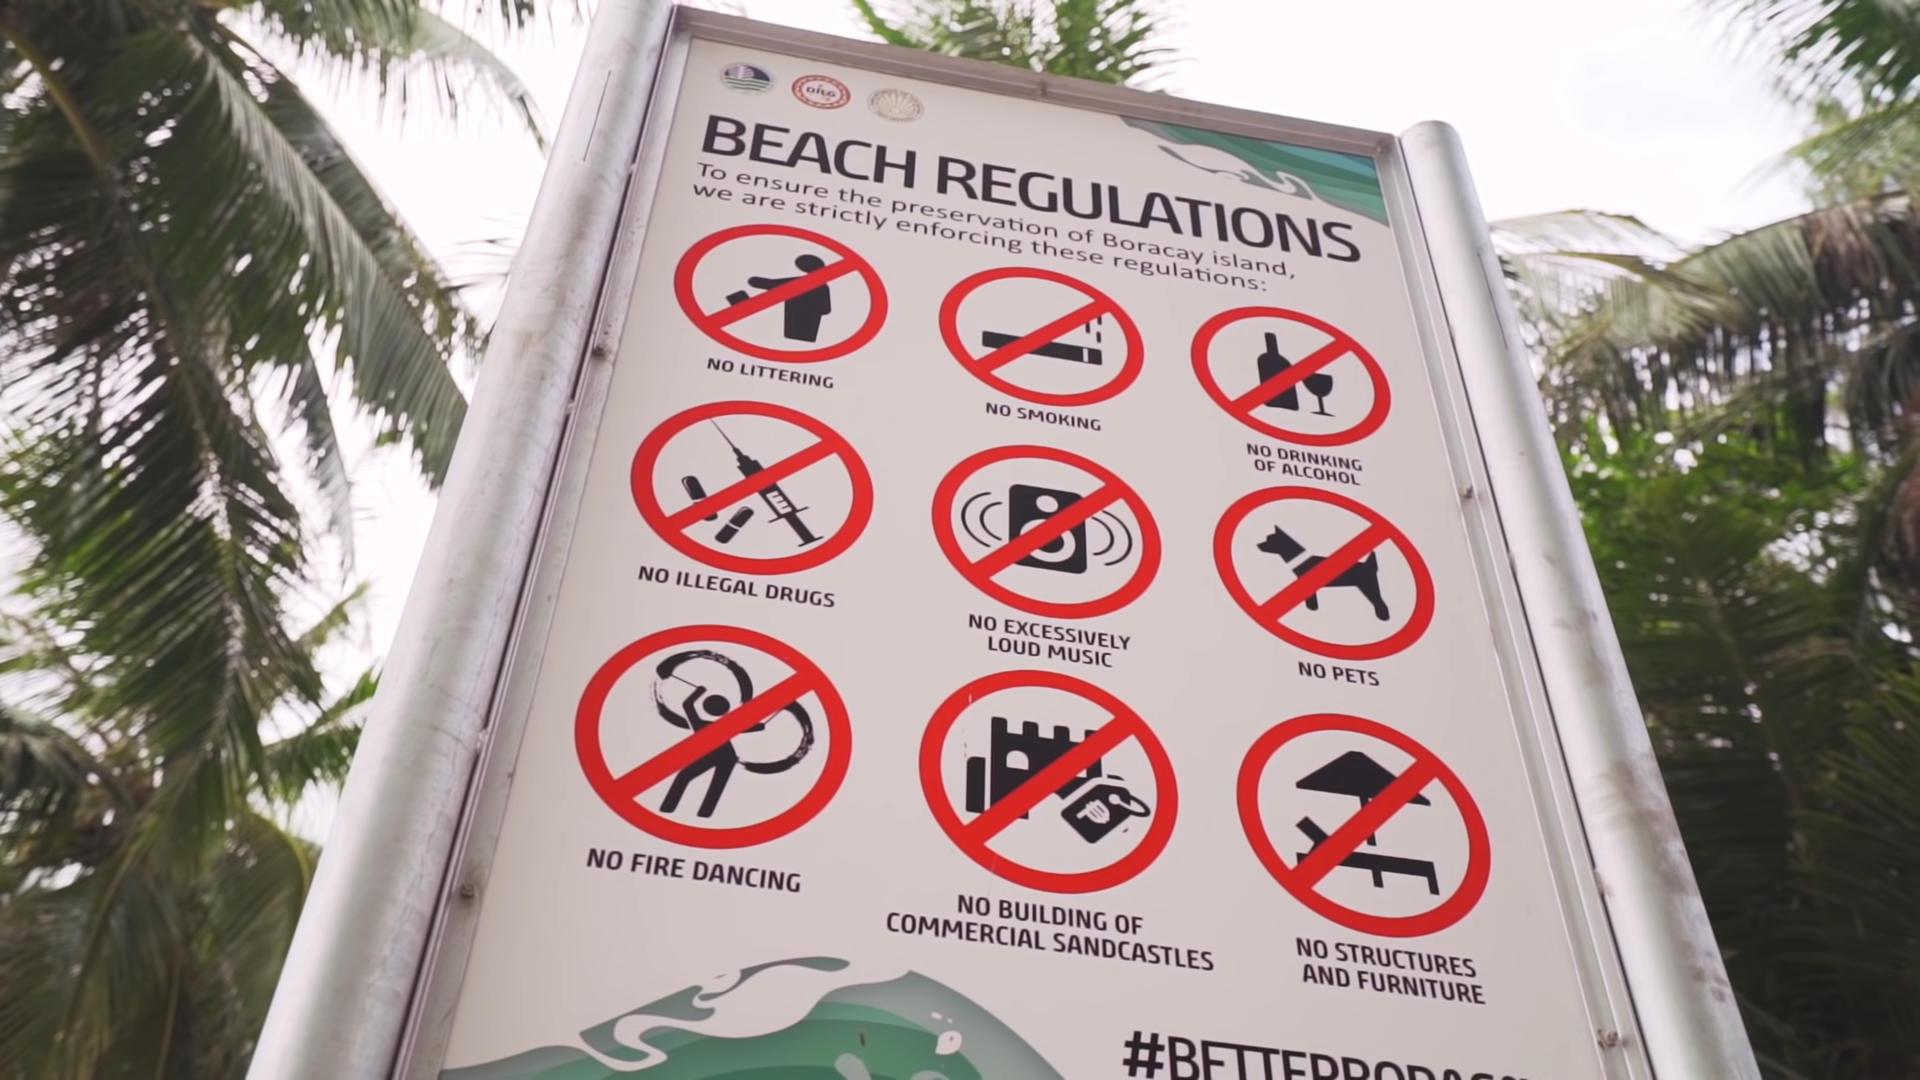 DILG
BEACH REGULATIONS
To ensure the preservation of Boracay island,
we are strictly enforcing these regulations:
NO LITTERING
NO SMOKING
NO DRINKING
OF ALCOHOL
NO ILLEGAL DRUGS
NO EXCESSIVELY
LOUD MUSIC
NO PETS
NO FIRE DANCING
NO BUILDING OF
COMMERCIAL SANDCASTLES
NO STRUCTURES
AND FURNITURE